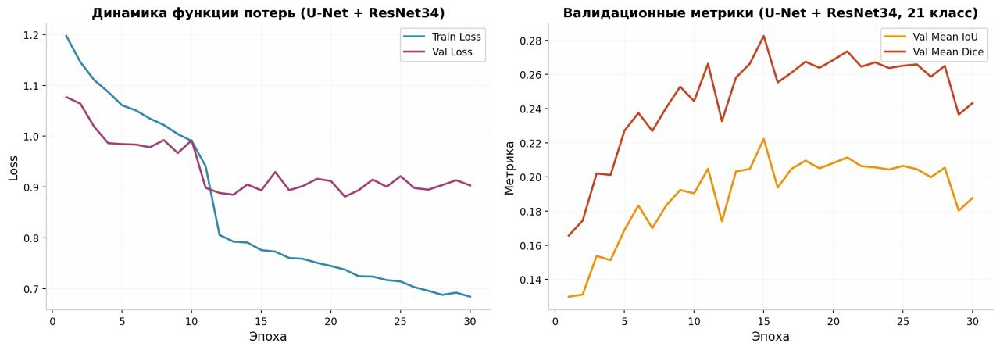 Динамика функции потерь (U-Net + ResNet34)
1.2
1.1
1.0
0.9
0.8
0.7
Loss
0 5 10 15 20 25 30
Эпоха
Train Loss
Val Loss
Валидационные метрики (U-Net + ResNet34, 21 класс)
0.28
0.26
0.24
0.22
0.20
0.18
0.16
0.14
Метрика
0 5 10 15 20 25 30
Эпоха
Val Mean IoU
Val Mean Dice